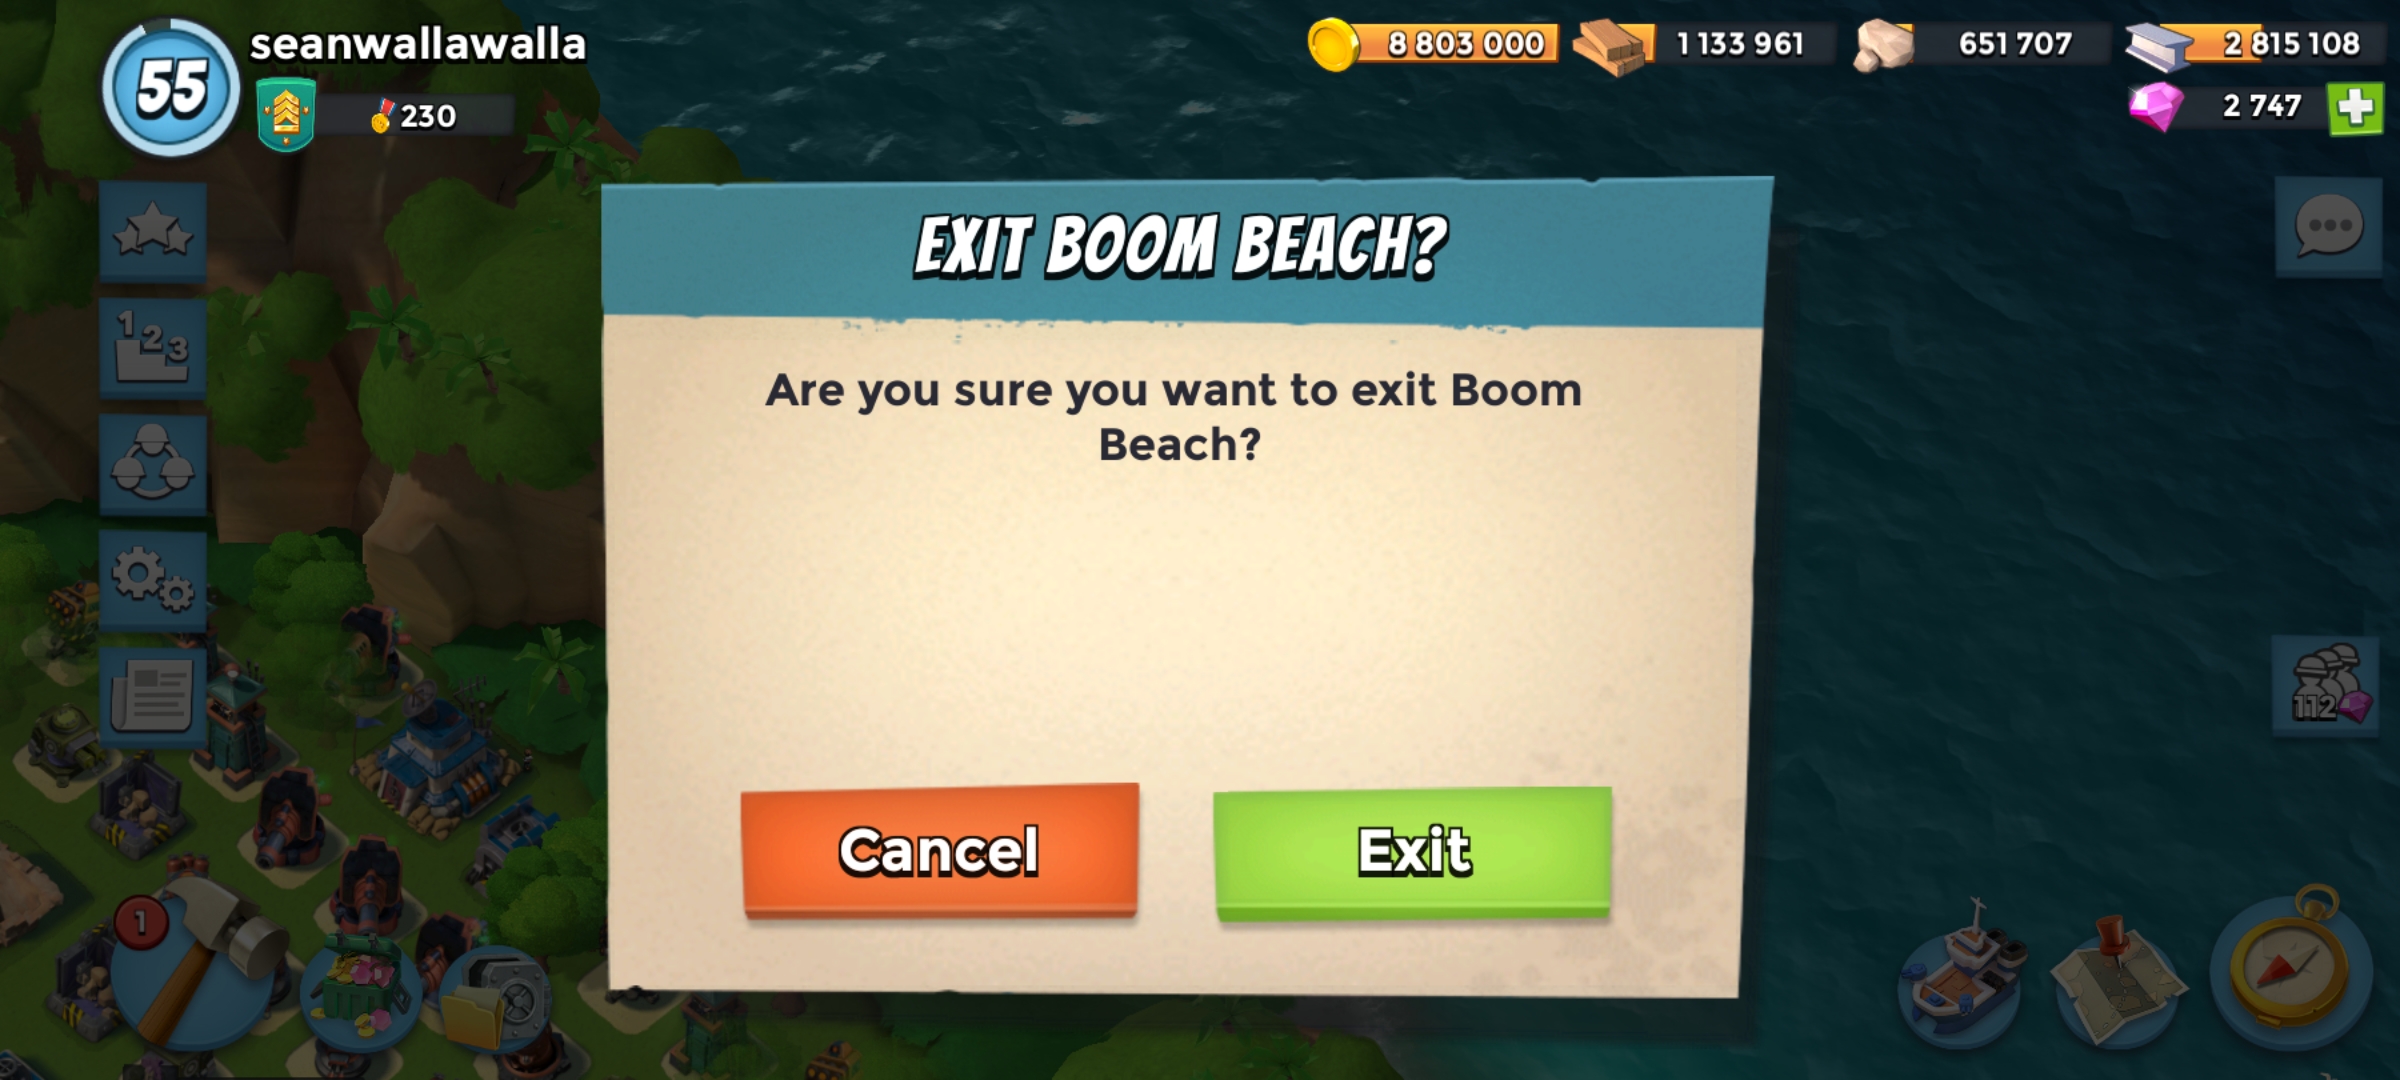 55
seanwallawalla
230
8 803 000
1 133 961
651 707
2 815 108
2 747
EXIT BOOM BEACH?
Are you sure you want to exit Boom
Beach?
Cancel
Exit
1 2 3
112
1